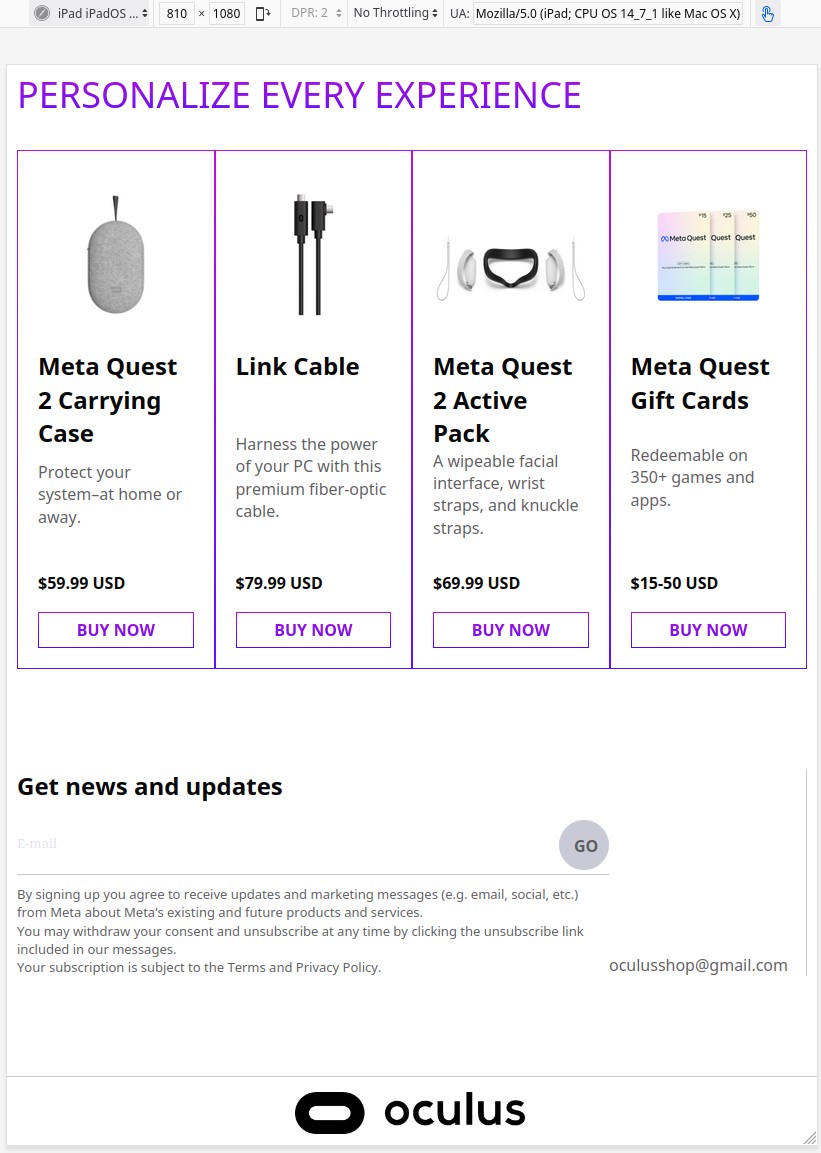 iPad iPadOS ... 810 × 1080 DPR: 2 No Throttling UA: Mozilla/5.0 (iPad; CPU OS 14_7_1 like Mac OS X)
PERSONALIZE EVERY EXPERIENCE
$15 $25 $50
Meta Quest Quest Quest
Meta Quest
2 Carrying
Case
Protect your
system–at home or
away.
$59.99 USD
BUY NOW
Link Cable
Harness the power
of your PC with this
premium fiber-optic
cable.
$79.99 USD
BUY NOW
Meta Quest
2 Active
Pack
A wipeable facial
interface, wrist
straps, and knuckle
straps.
$69.99 USD
BUY NOW
Meta Quest
Gift Cards
Redeemable on
350+ games and
apps.
$15-50 USD
BUY NOW
Get news and updates
E-mail
GO
By signing up you agree to receive updates and marketing messages (e.g. email, social, etc.)
from Meta about Meta's existing and future products and services.
You may withdraw your consent and unsubscribe at any time by clicking the unsubscribe link
included in our messages.
Your subscription is subject to the Terms and Privacy Policy.
oculusshop@gmail.com
oculus